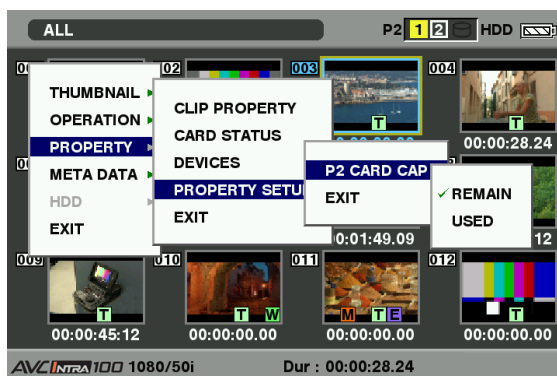 ALL
P2 1 2 HDD
00
02
003
004
THUMBNAIL
OPERATION
PROPERTY
META DATA
HDD
EXIT
CLIP PROPERTY
CARD STATUS
DEVICES
PROPERTY SETU
EXIT
P2 CARD CAP
EXIT
REMAIN
USED
T
T
00:00:28.24
00
0:01:49.09
12
009
010
011
012
T
T W
M T E
T
00:00:45:12
00:00:00.00
00:00:00.00
00:00:00.00
AVC INTRA 100 1080/50i
Dur : 00:00:28.24